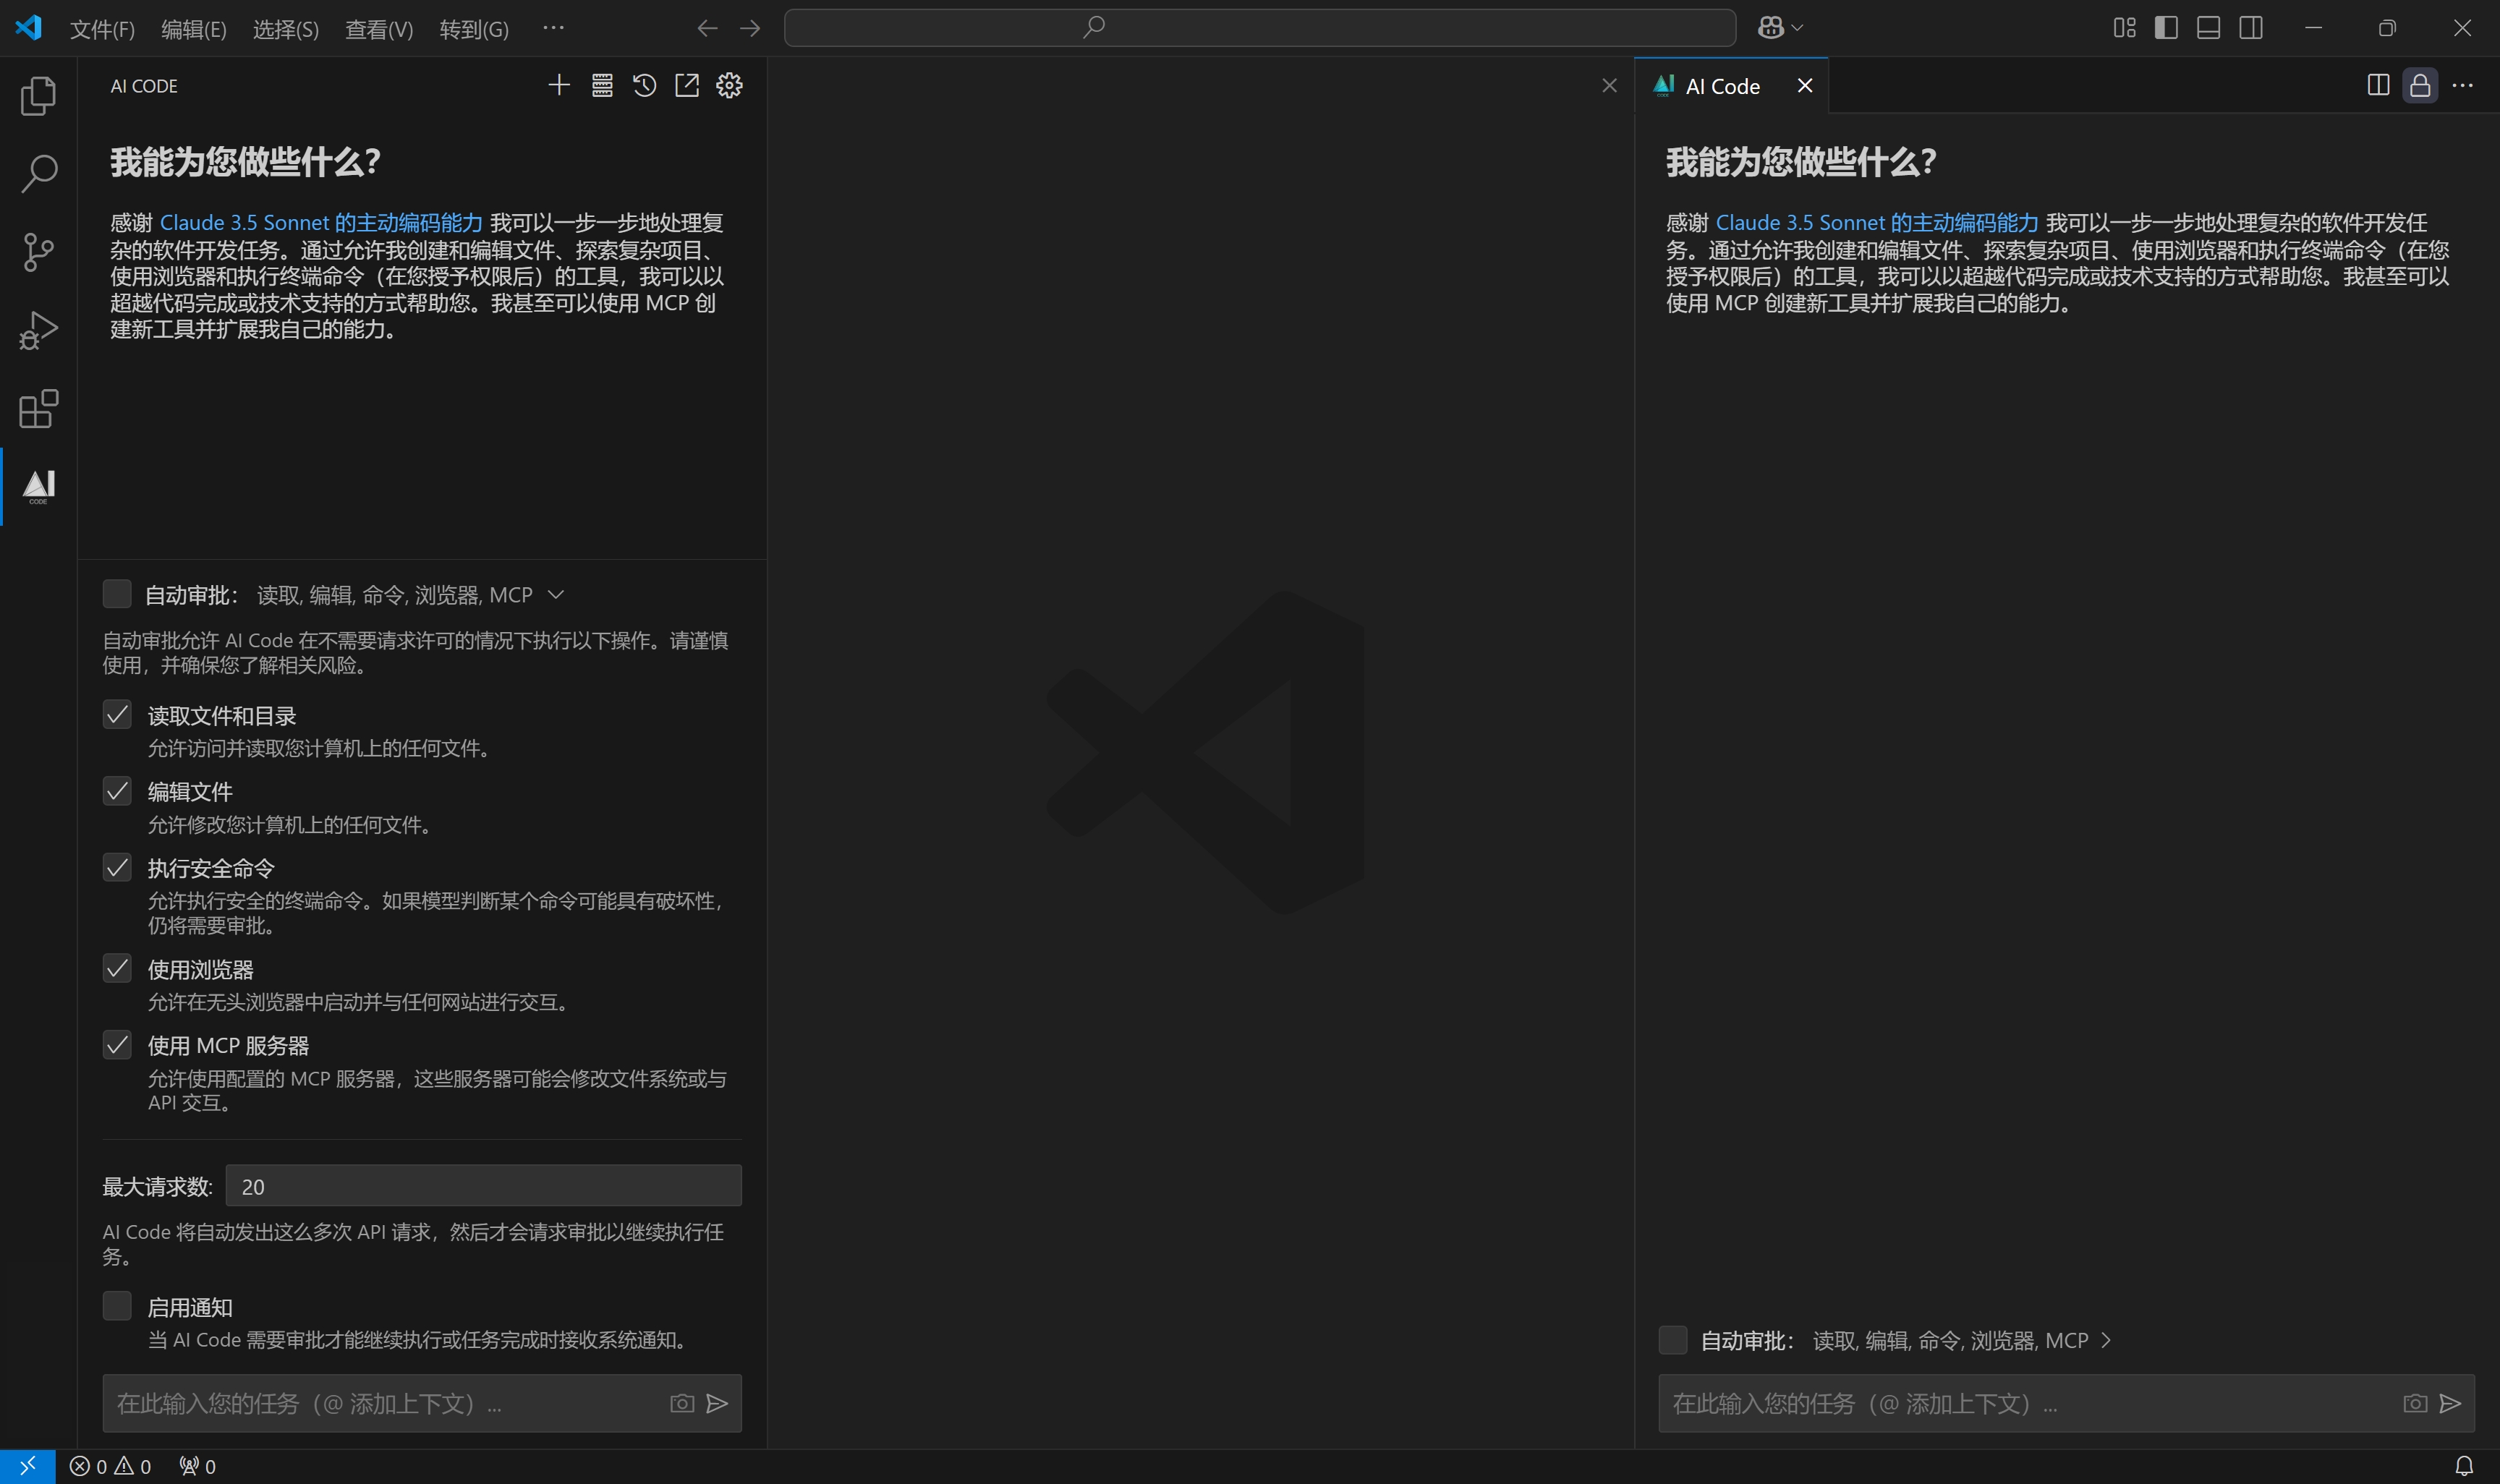 文件(F) 编辑(E) 选择(S) 查看(V) 转到(G) ···
AI CODE
我能为您做些什么？
感谢 Claude 3.5 Sonnet 的主动编码能力 我可以一步一步地处理复
杂的软件开发任务。通过允许我创建和编辑文件、探索复杂项目、
使用浏览器和执行终端命令（在您授予权限后）的工具，我可以以
超越代码完成或技术支持的方式帮助您。我甚至可以使用 MCP 创
建新工具并扩展我自己的能力。
AI CODE
自动审批： 读取, 编辑, 命令, 浏览器, MCP
自动审批允许 AI Code 在不需要请求许可的情况下执行以下操作。请谨慎
使用，并确保您了解相关风险。
读取文件和目录
允许访问并读取您计算机上的任何文件。
编辑文件
允许修改您计算机上的任何文件。
执行安全命令
允许执行安全的终端命令。如果模型判断某个命令可能具有破坏性，
仍将需要审批。
使用浏览器
允许在无头浏览器中启动并与任何网站进行交互。
使用 MCP 服务器
允许使用配置的 MCP 服务器，这些服务器可能会修改文件系统或与
API 交互。
最大请求数: 20
AI Code 将自动发出这么多次 API 请求，然后才会请求审批以继续执行任
务。
启用通知
当 AI Code 需要审批才能继续执行或任务完成时接收系统通知。
在此输入您的任务（@ 添加上下文）...
AI Code
我能为您做些什么？
感谢 Claude 3.5 Sonnet 的主动编码能力 我可以一步一步地处理复杂的软件开发任
务。通过允许我创建和编辑文件、探索复杂项目、使用浏览器和执行终端命令（在您
授予权限后）的工具，我可以以超越代码完成或技术支持的方式帮助您。我甚至可以
使用 MCP 创建新工具并扩展我自己的能力。
自动审批： 读取, 编辑, 命令, 浏览器, MCP
在此输入您的任务（@ 添加上下文）...
0 0 0